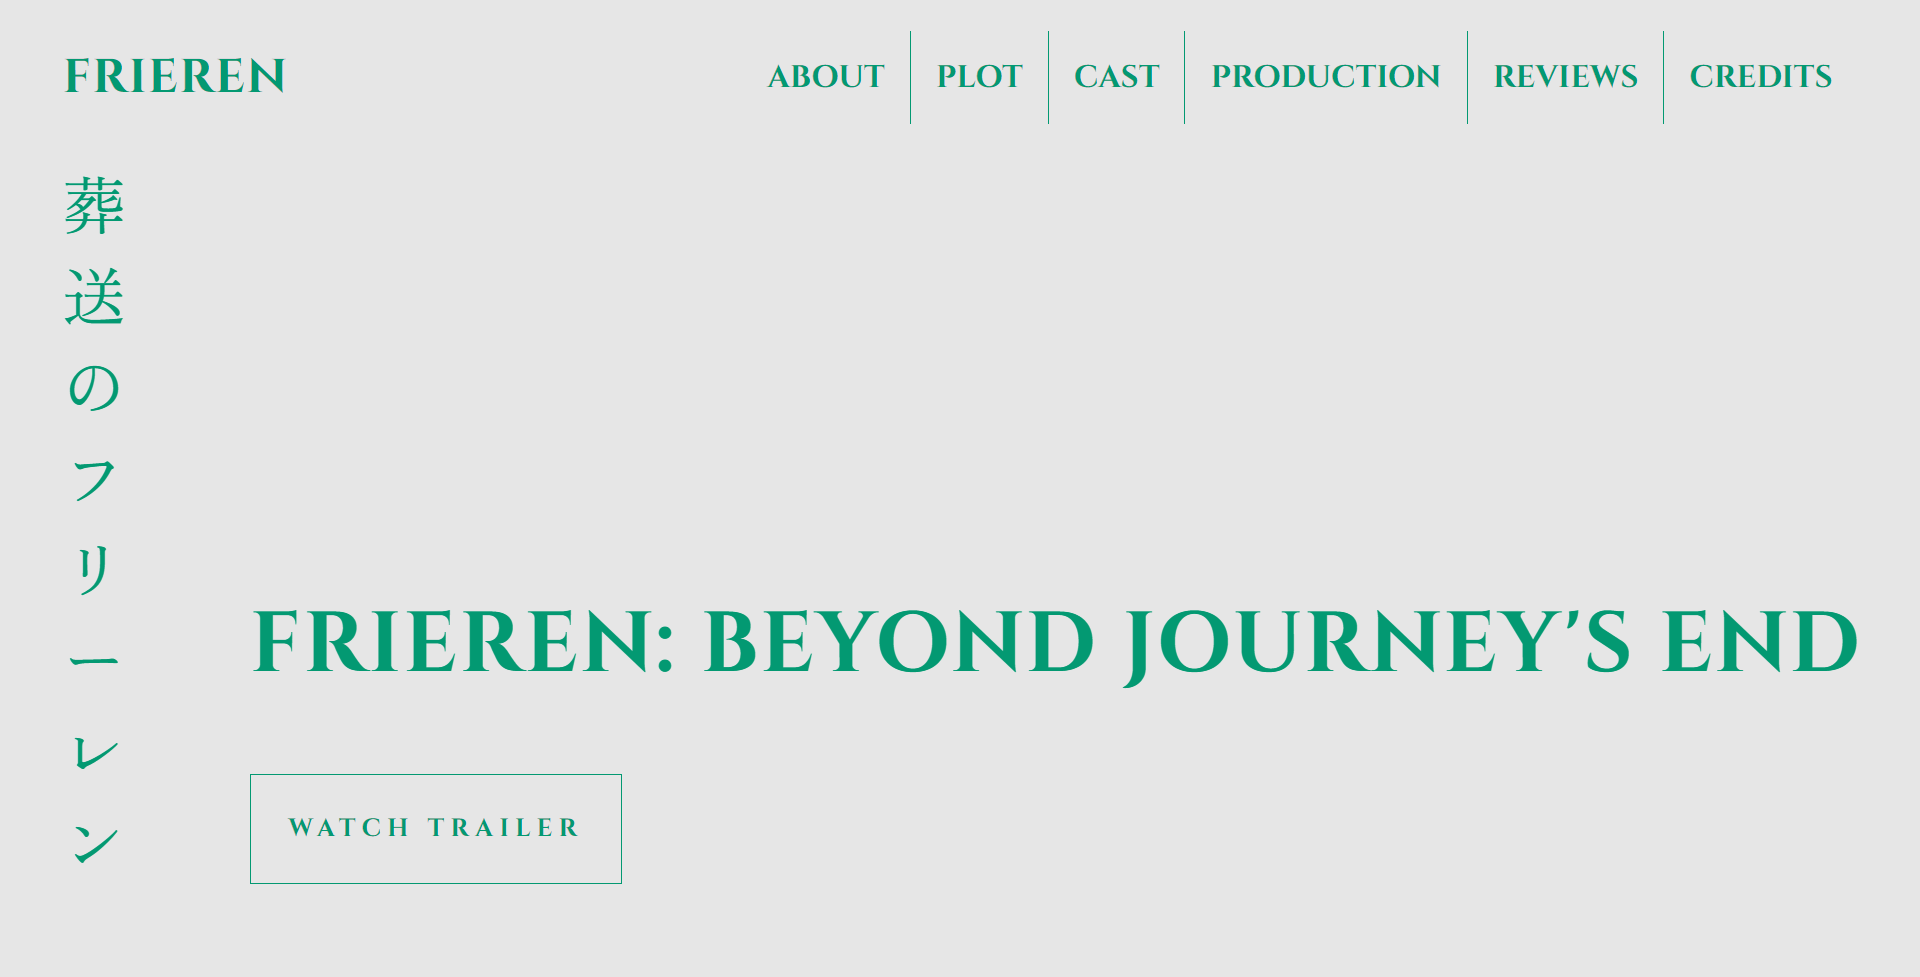 FRIEREN
ABOUT
PLOT
CAST
PRODUCTION
REVIEWS
CREDITS
葬送のフリーレン
FRIEREN: BEYOND JOURNEY'S END
WATCH TRAILER